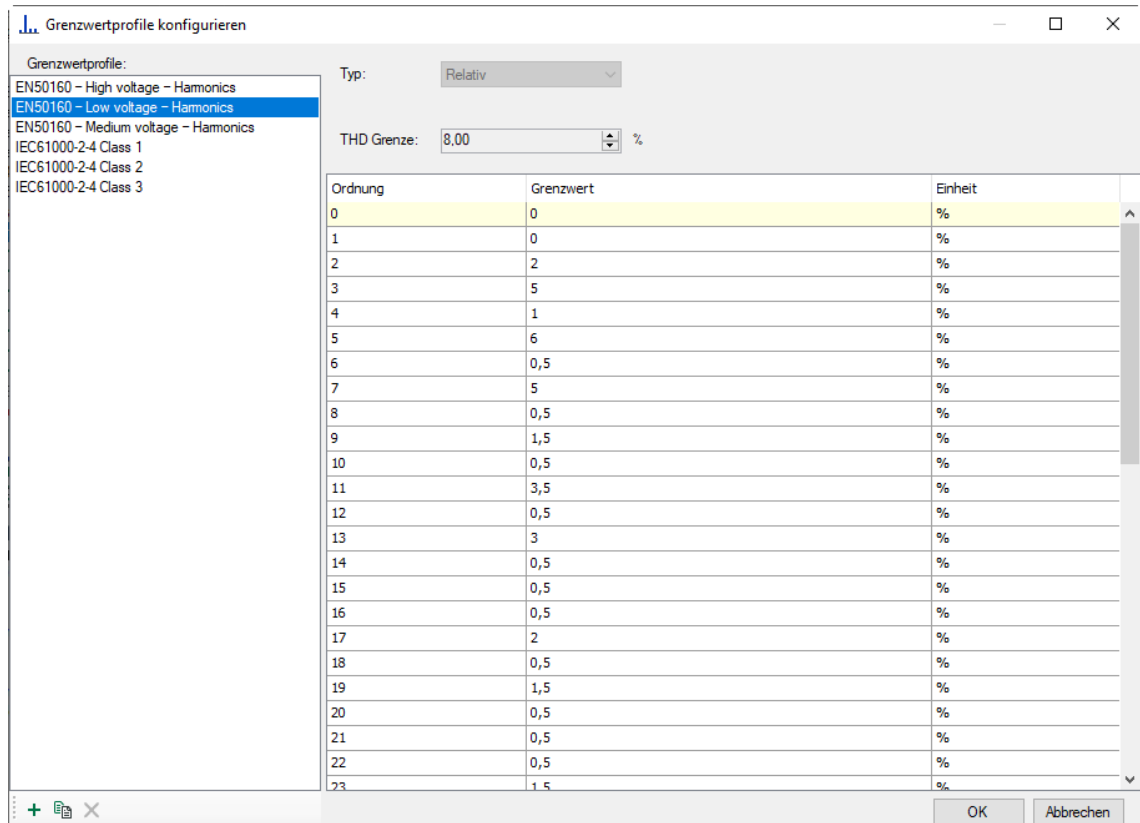 Grenzwertprofile konfigurieren
Grenzwertprofile:
EN50160 – High voltage – Harmonics
EN50160 – Low voltage – Harmonics
EN50160 – Medium voltage – Harmonics
IEC61000-2-4 Class 1
IEC61000-2-4 Class 2
IEC61000-2-4 Class 3
Typ: Relativ
THD Grenze: 8,00 %
Ordnung Grenzwert Einheit
0 0 %
1 0 %
2 2 %
3 5 %
4 1 %
5 6 %
6 0,5 %
7 5 %
8 0,5 %
9 1,5 %
10 0,5 %
11 3,5 %
12 0,5 %
13 3 %
14 0,5 %
15 0,5 %
16 0,5 %
17 2 %
18 0,5 %
19 1,5 %
20 0,5 %
21 0,5 %
22 0,5 %
23 1,5 %
OK Abbrechen